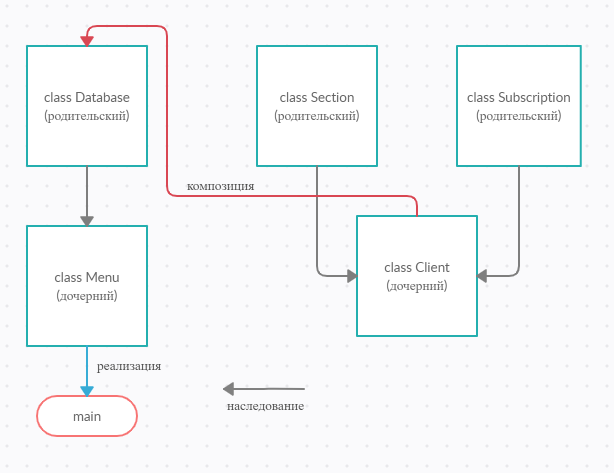 class Database
(родительский)
class Section
(родительский)
class Subscription
(родительский)
композиция
class Menu
(дочерний)
class Client
(дочерний)
реализация
main
наследование